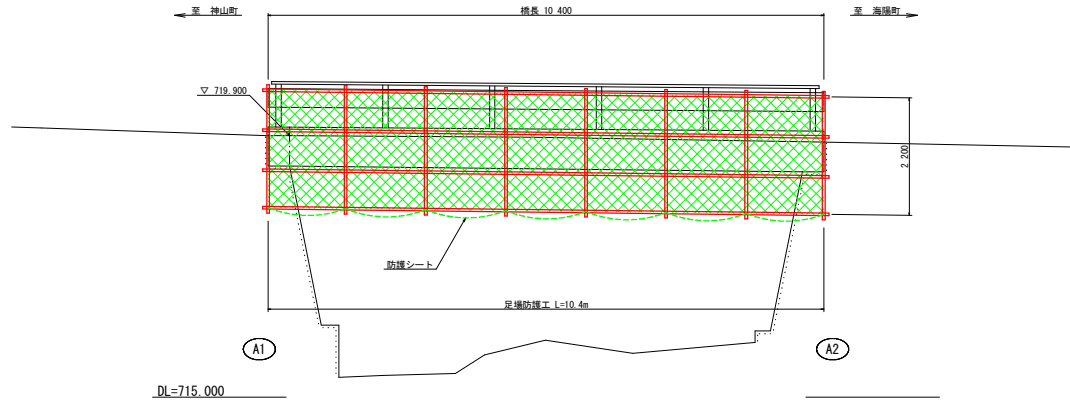 至 神山町
橋長 10 400
至 海陽町
▽ 719.900
2 200
防護シート
足場防護工 L=10.4m
A1
A2
DL=715.000